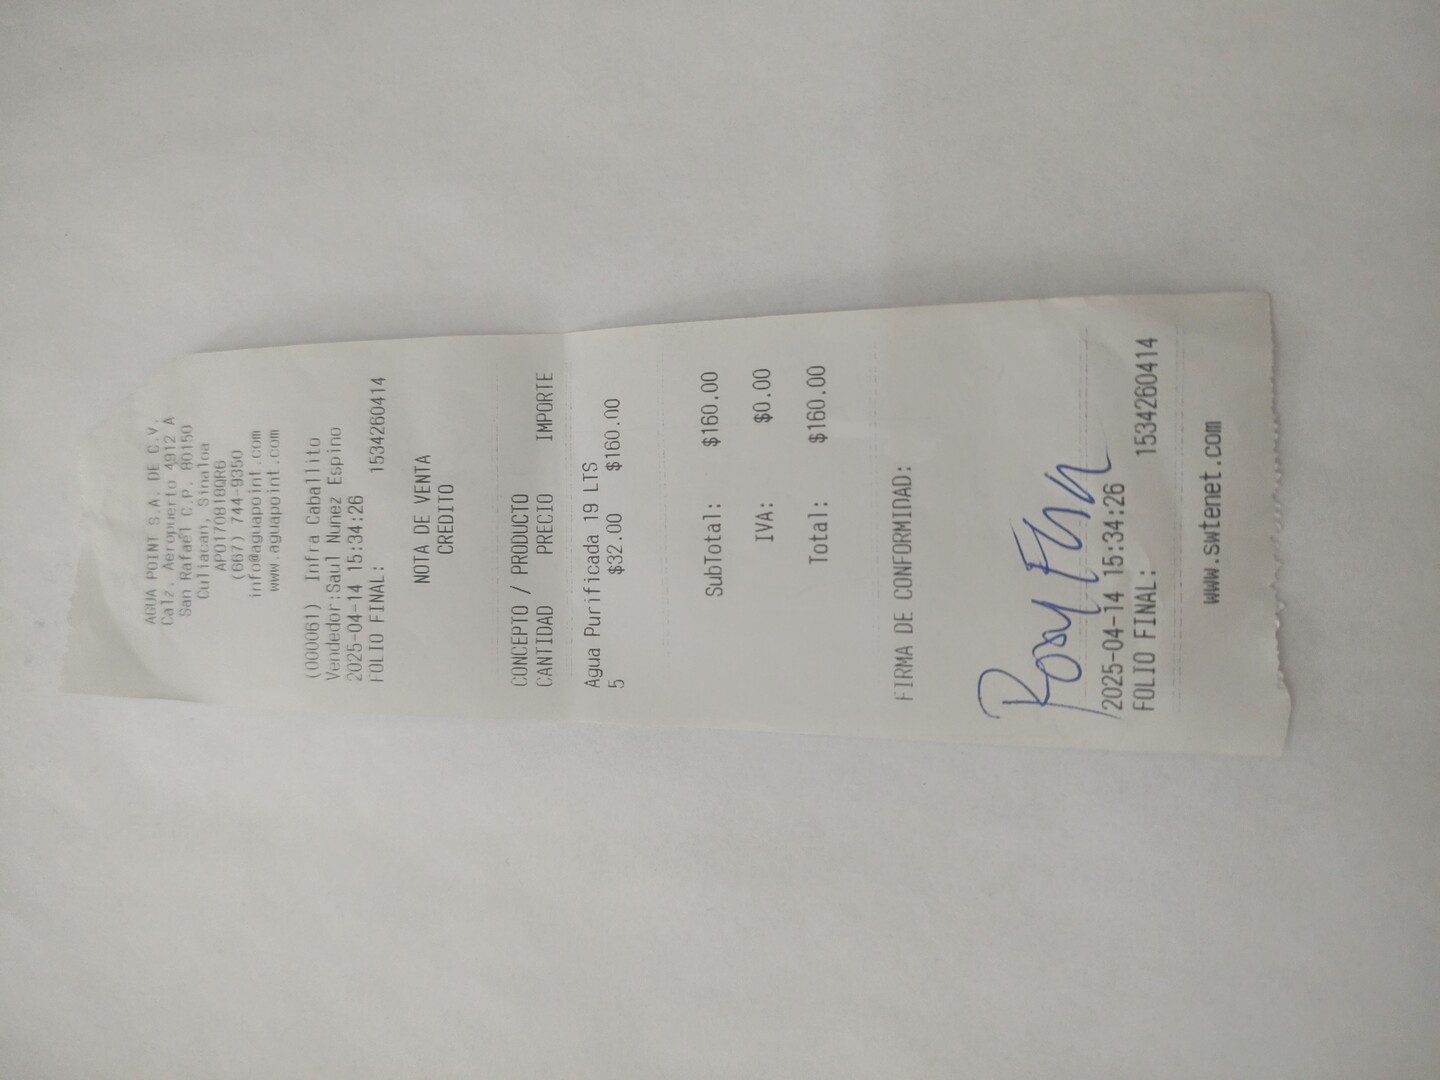 AGUA POINT S.A. DE C.V.
Calz. Aeropuerto 4912 A
San Rafael C.P. 80150
Culiacan, Sinaloa
APO170818QR6
(667) 744-9350
info@aguapoint.com
www.aguapoint.com
(000061) Infra Caballito
Vendedor:Saul Nunez Espino
2025-04-14 15:34:26
FOLIO FINAL: 1534260414
NOTA DE VENTA
CREDITO
CONCEPTO / PRODUCTO
CANTIDAD PRECIO IMPORTE
Agua Purificada 19 LTS
5 $32.00 $160.00
SubTotal: $160.00
IVA: $0.00
Total: $160.00
FIRMA DE CONFORMIDAD:
2025-04-14 15:34:26
FOLIO FINAL: 1534260414
www.swtenet.com